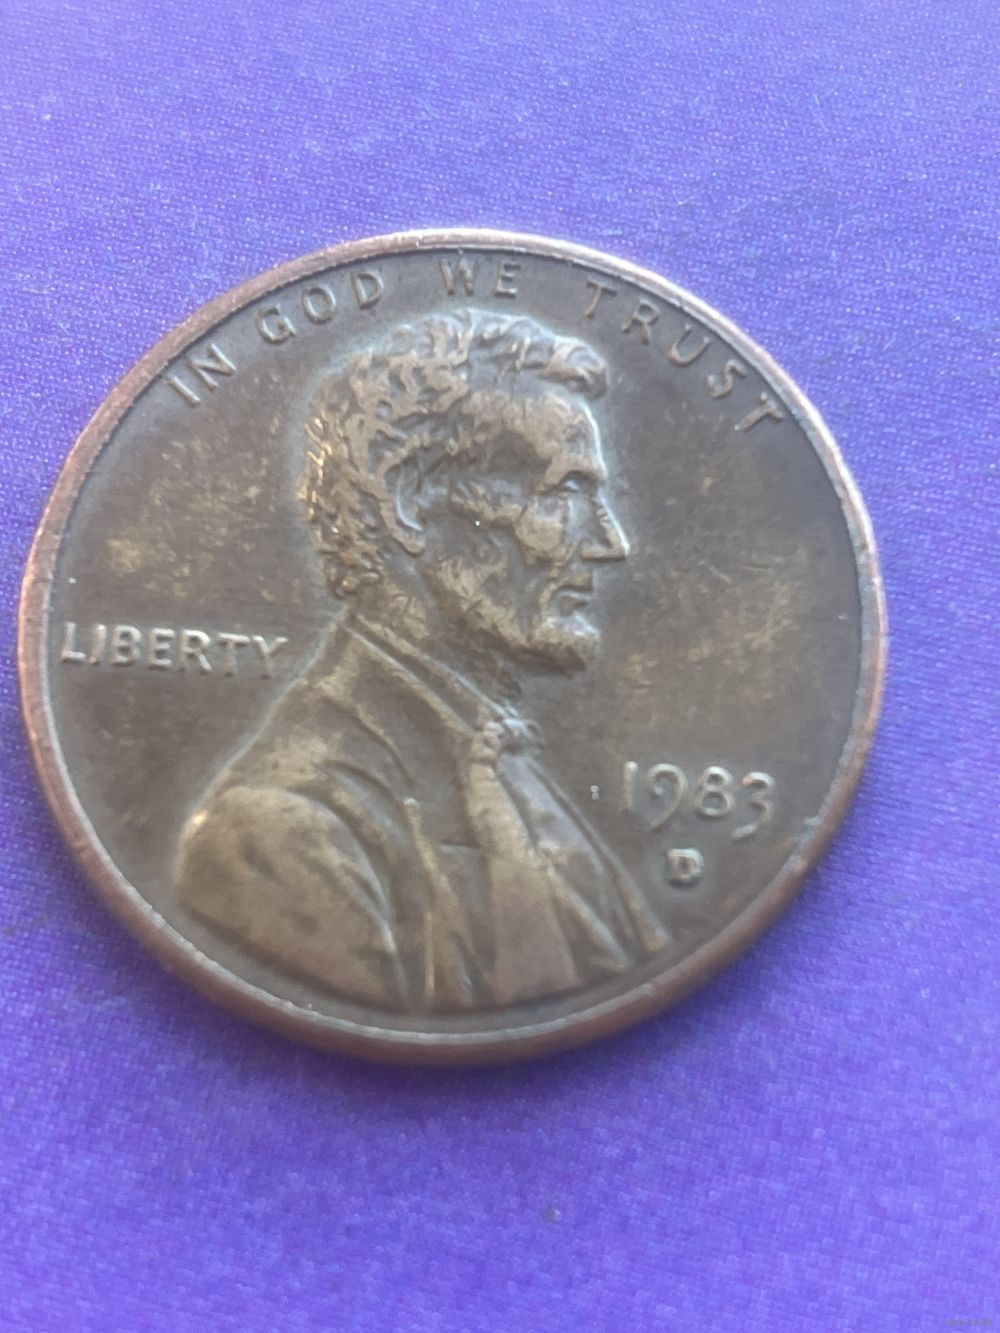 IN GOD WE TRUST
LIBERTY
1983
D